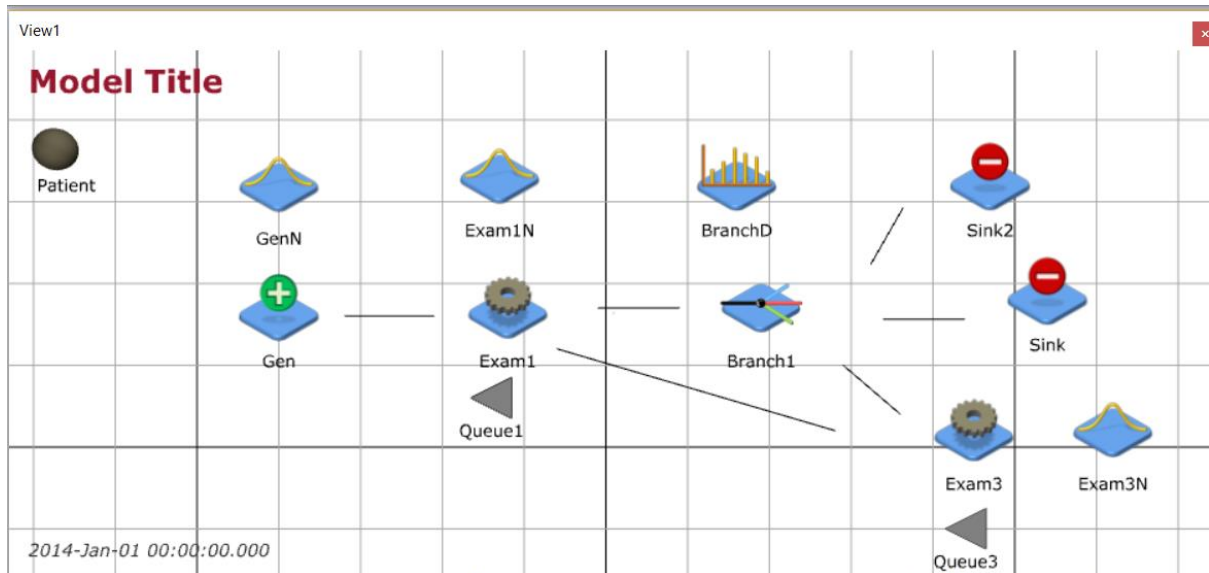 View1
Model Title
Patient
GenN
Exam1N
BranchD
Sink2
Gen
Exam1
Branch1
Sink
Queue1
Exam3
Exam3N
2014-Jan-01 00:00:00.000
Queue3